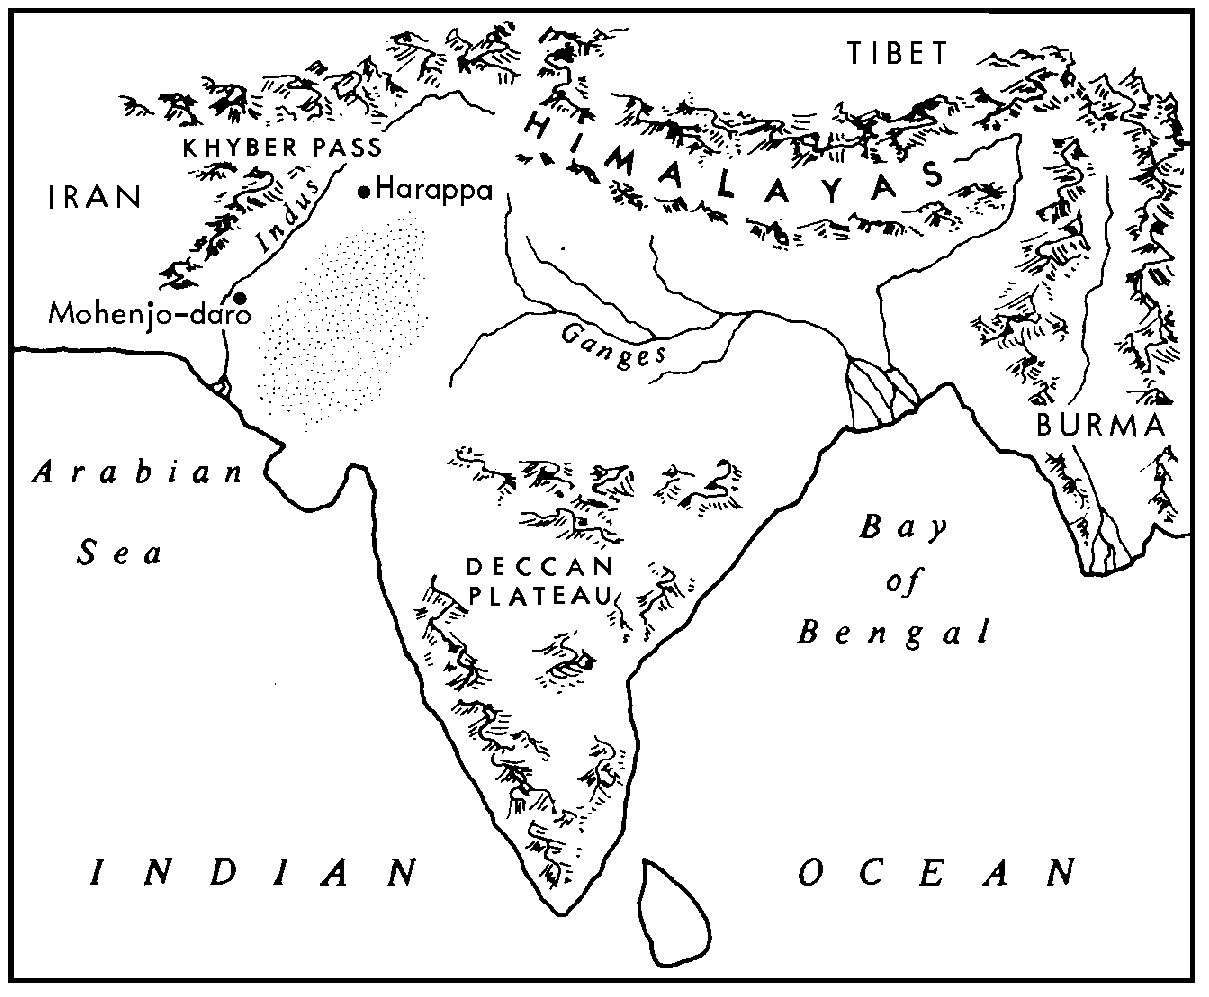 TIBET
HIMALAYAS
KHYBER PASS
IRAN
Indus
Harappa
Mohenjo-daro
Ganges
BURMA
Arabian
Sea
DECCAN
PLATEAU
Bay
of
Bengal
INDIAN OCEAN